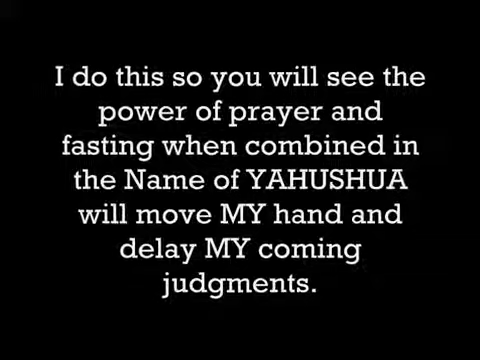 I do this so you will see the
power of prayer and
fasting when combined in
the Name of YAHUSHUA
will move MY hand and
delay MY coming
judgments.